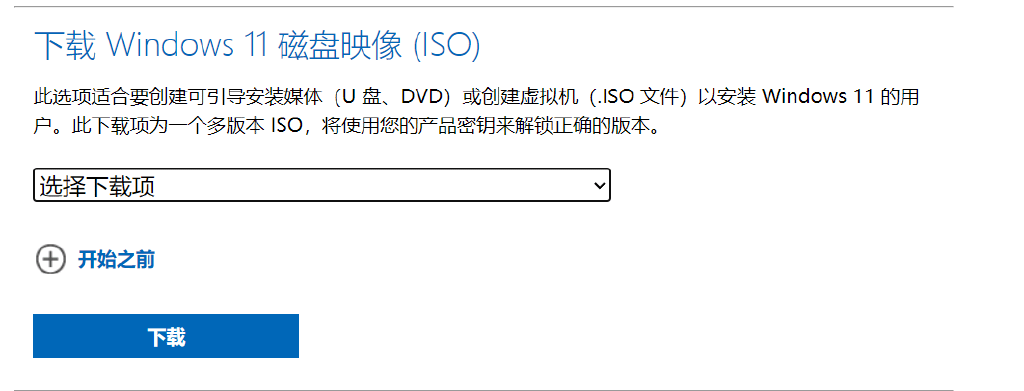 下载 Windows 11 磁盘映像 (ISO)
此选项适合要创建可引导安装媒体（U 盘、DVD）或创建虚拟机（.ISO 文件）以安装 Windows 11 的用
户。此下载项为一个多版本 ISO，将使用您的产品密钥来解锁正确的版本。
选择下载项
开始之前
下载